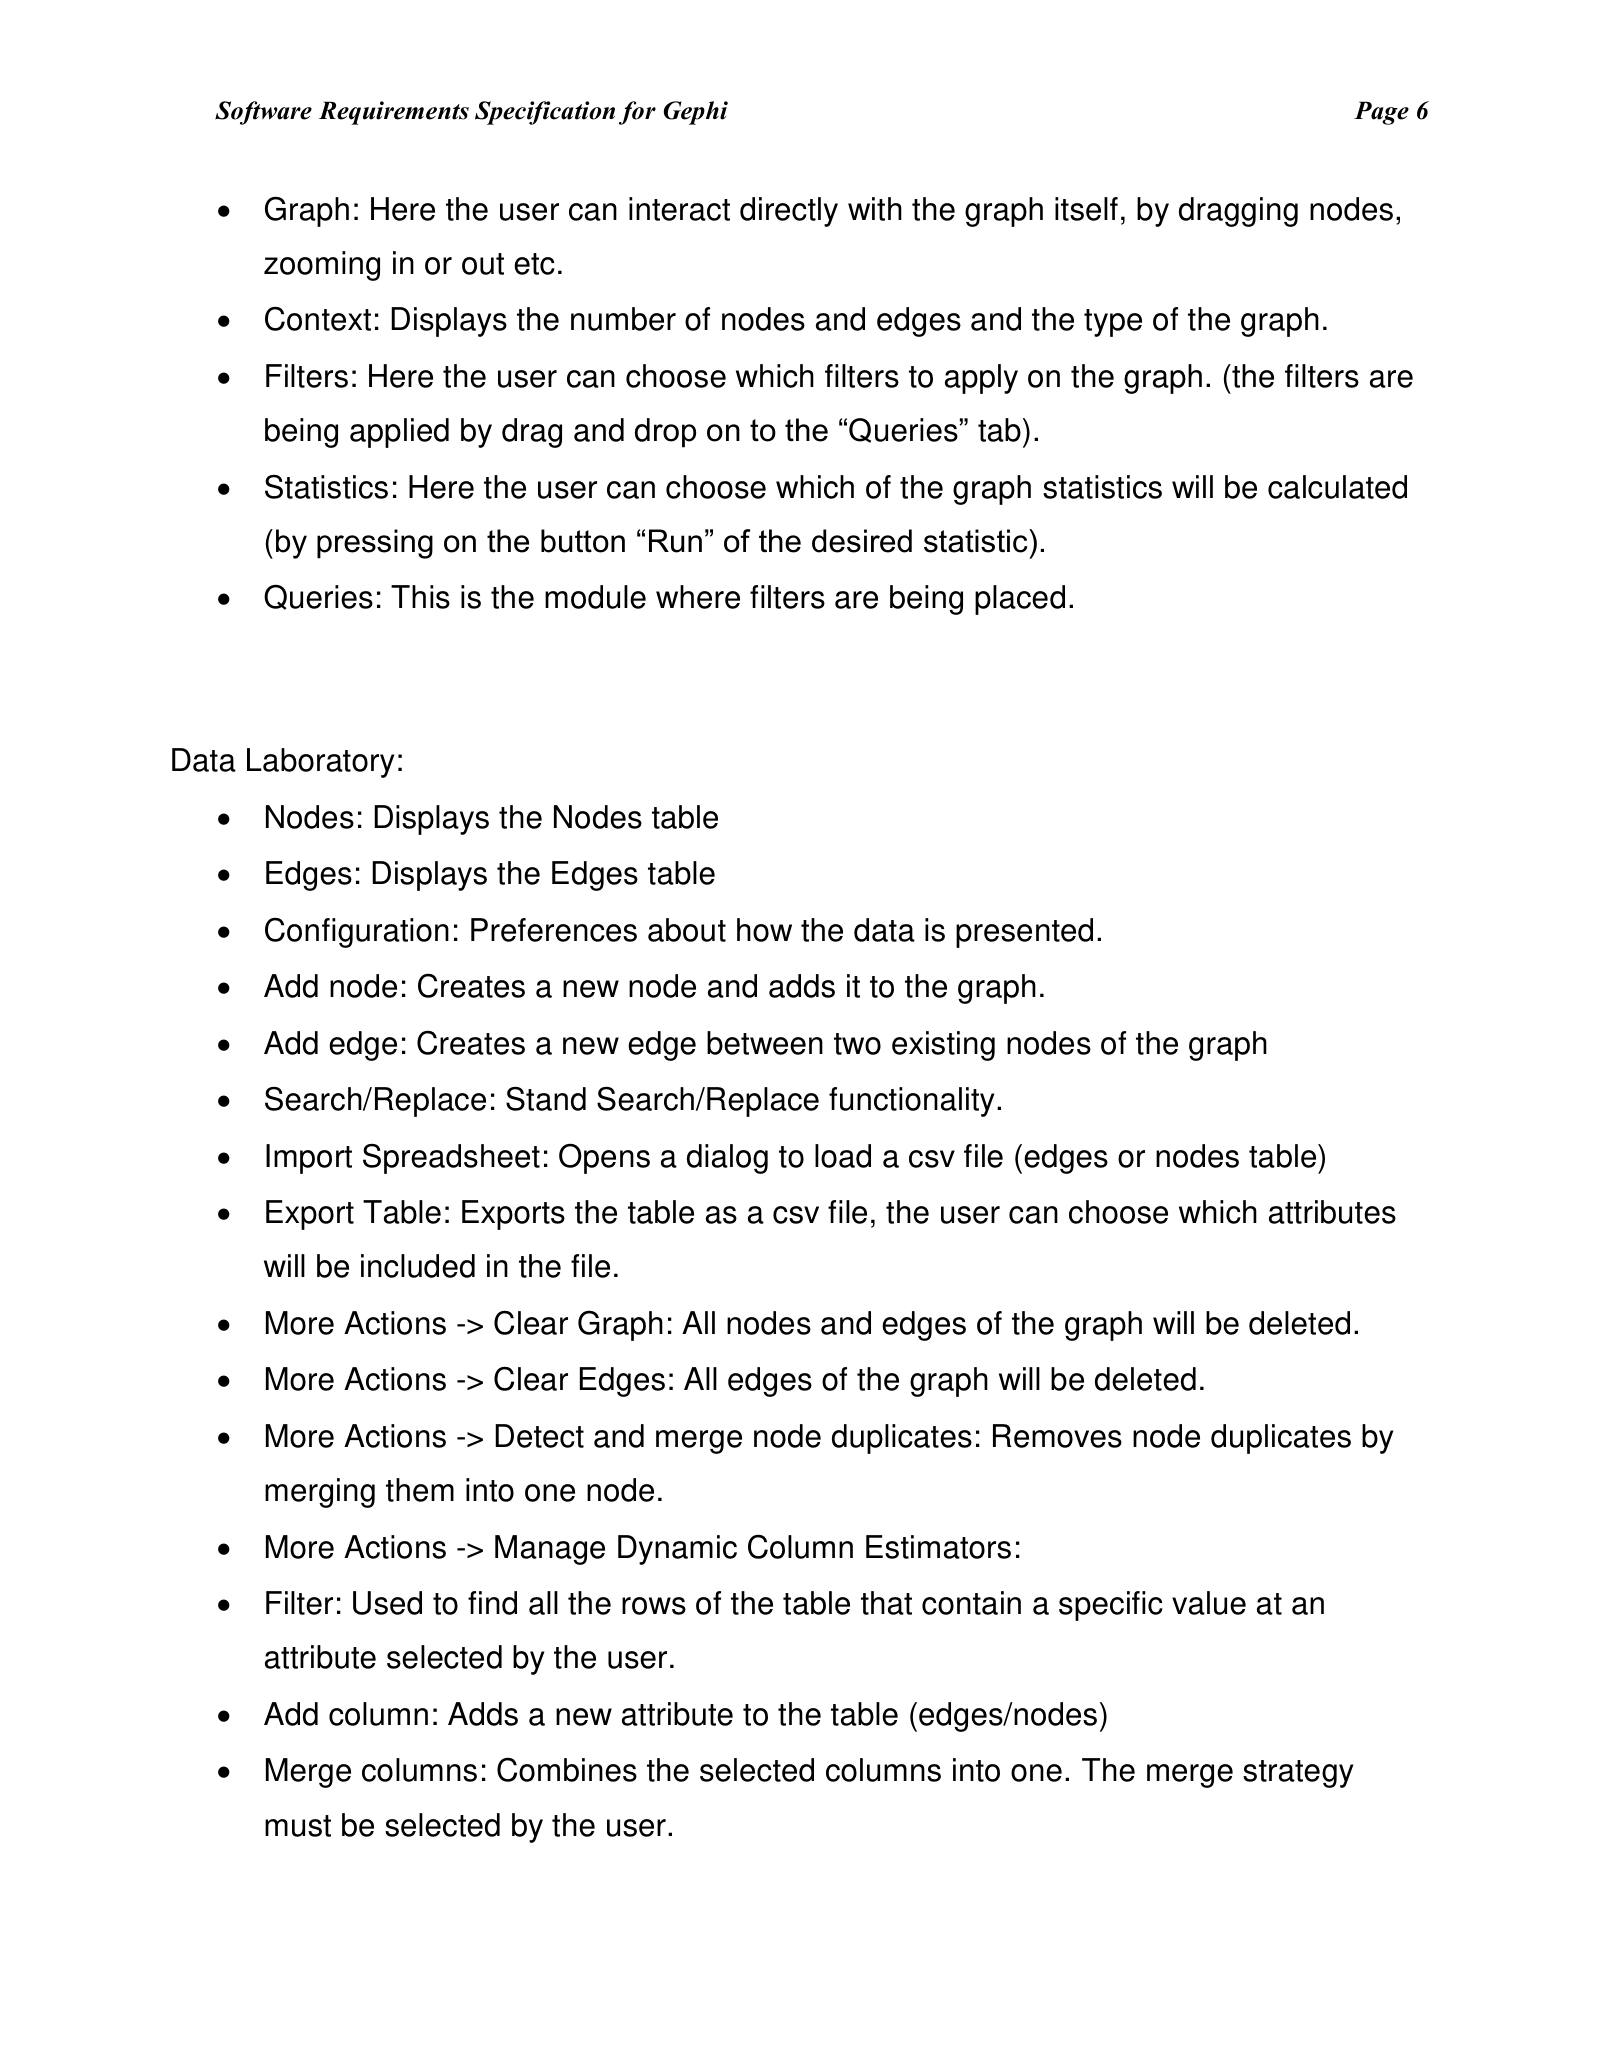 Software Requirements Specification for Gephi Page 6
• Graph: Here the user can interact directly with the graph itself, by dragging nodes,
zooming in or out etc.
• Context: Displays the number of nodes and edges and the type of the graph.
• Filters: Here the user can choose which filters to apply on the graph. (the filters are
being applied by drag and drop on to the “Queries” tab).
• Statistics: Here the user can choose which of the graph statistics will be calculated
(by pressing on the button “Run” of the desired statistic).
• Queries: This is the module where filters are being placed.
Data Laboratory:
• Nodes: Displays the Nodes table
• Edges: Displays the Edges table
• Configuration: Preferences about how the data is presented.
• Add node: Creates a new node and adds it to the graph.
• Add edge: Creates a new edge between two existing nodes of the graph
• Search/Replace: Stand Search/Replace functionality.
• Import Spreadsheet: Opens a dialog to load a csv file (edges or nodes table)
• Export Table: Exports the table as a csv file, the user can choose which attributes
will be included in the file.
• More Actions -> Clear Graph: All nodes and edges of the graph will be deleted.
• More Actions -> Clear Edges: All edges of the graph will be deleted.
• More Actions -> Detect and merge node duplicates: Removes node duplicates by
merging them into one node.
• More Actions -> Manage Dynamic Column Estimators:
• Filter: Used to find all the rows of the table that contain a specific value at an
attribute selected by the user.
• Add column: Adds a new attribute to the table (edges/nodes)
• Merge columns: Combines the selected columns into one. The merge strategy
must be selected by the user.